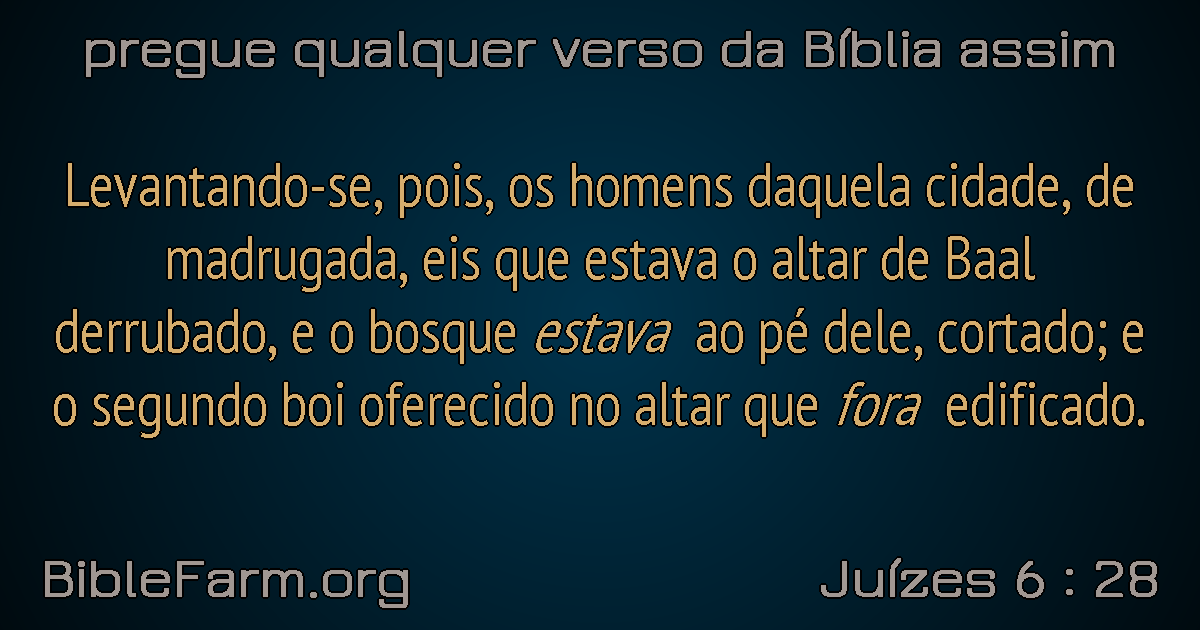 pregue qualquer verso da Bíblia assim
Levantando-se, pois, os homens daquela cidade, de
madrugada, eis que estava o altar de Baal
derrubado, e o bosque estava ao pé dele, cortado; e
o segundo boi oferecido no altar que fora edificado.
BibleFarm.org
Juízes 6 : 28